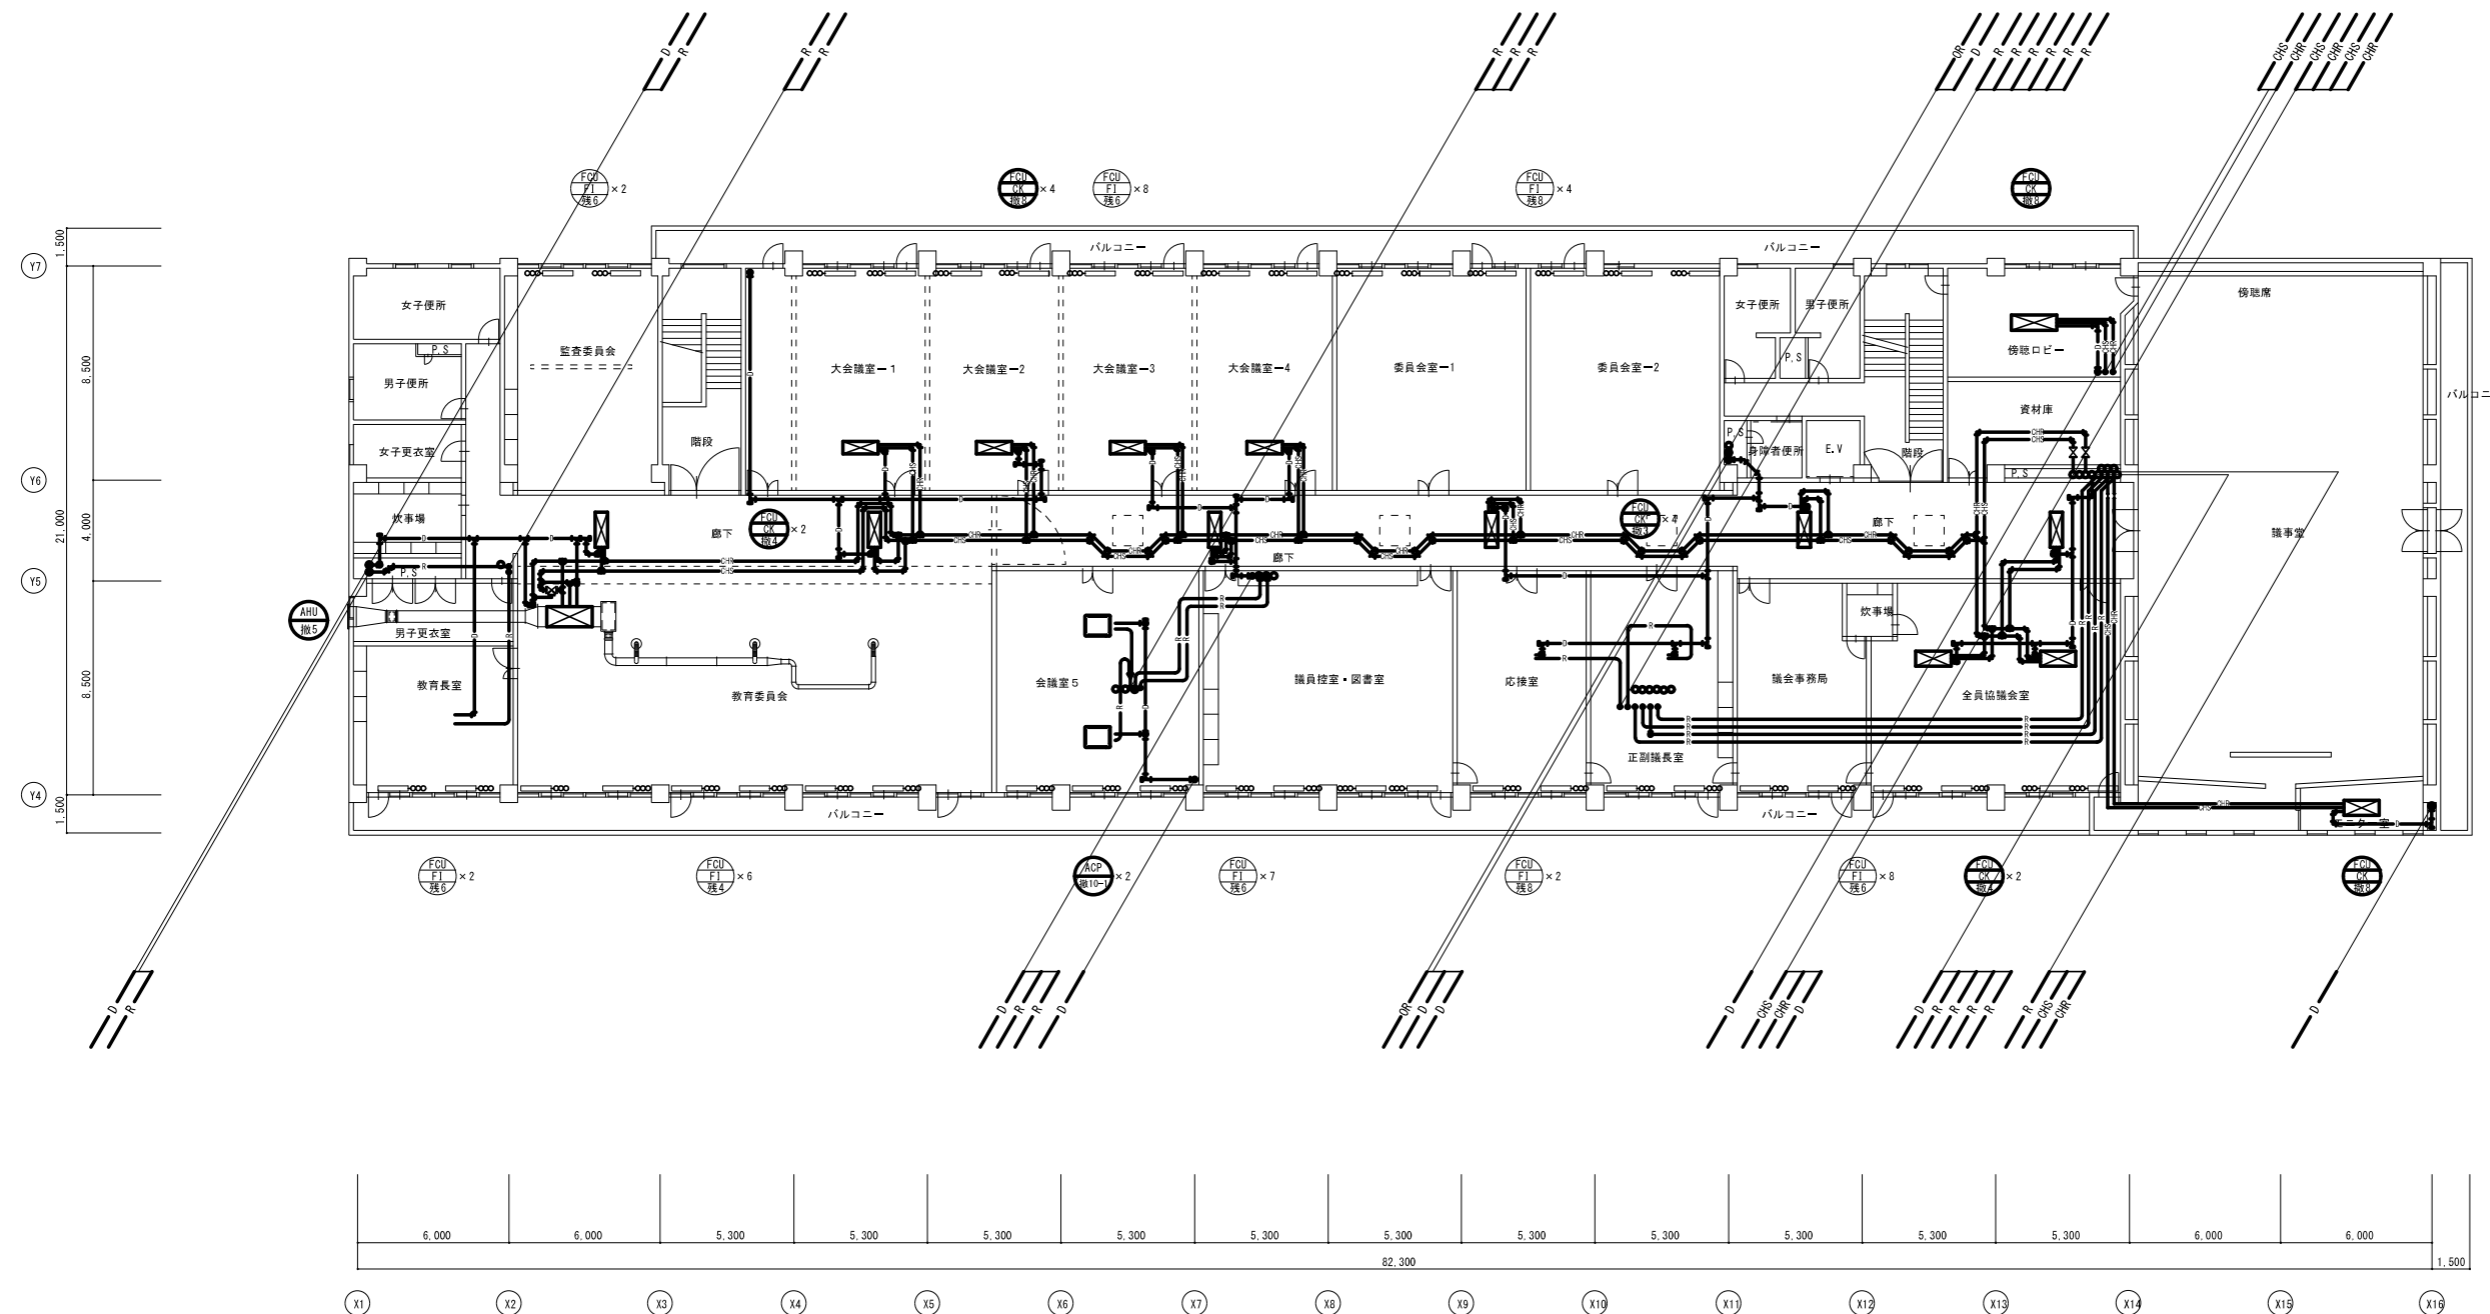 D R
R R
R R R
OR D R R R R R R
CHS CHR CHS CHR CHS CHR
FCU FI 残6 ×2
FCU CK 撤8 ×4
FCU FI 残6 ×8
FCU FI 残8 ×4
FCU CK 撤8
1,500
バルコニー
バルコニー
Y7
女子便所
女子便所
男子便所
傍聴席
P.S
監査委員会
傍聴ロビー
男子便所
8,500
大会議室ー1
大会議室ー2
大会議室ー3
大会議室ー4
委員会室ー1
委員会室ー2
P.S
D CHS CHR
バルコニ
資材庫
階段
女子更衣室
P.S
身障者便所
E.V
階段
P.S
Y6
炊事場
廊下
FCU CK 撤4 ×2
FCU CK 撤3 ×4
廊下
議事堂
21,000
4,000
廊下
CHR
CHS
Y5
P.S
AHU 撤5
男子更衣室
炊事場
教育長室
教育委員会
会議室5
議員控室・図書室
応接室
議会事務局
全員協議会室
8,500
正副議長室
Y4
1,500
バルコニー
バルコニー
CHR
CHS
D
FCU FI 残6 ×2
FCU FI 残4 ×6
ACP 撤10-1 ×2
FCU FI 残6 ×7
FCU FI 残8 ×2
FCU FI 残6 ×8
FCU CK 撤4 ×2
FCU CK 撤8
D R
D R R D
OR D D
D CHS CHR D
D R R R R
R CHS CHR
D
6,000 6,000 5,300 5,300 5,300 5,300 5,300 5,300 5,300 5,300 5,300 5,300 6,000 6,000
82,300 1,500
X1 X2 X3 X4 X5 X6 X7 X8 X9 X10 X11 X12 X13 X14 X15 X16